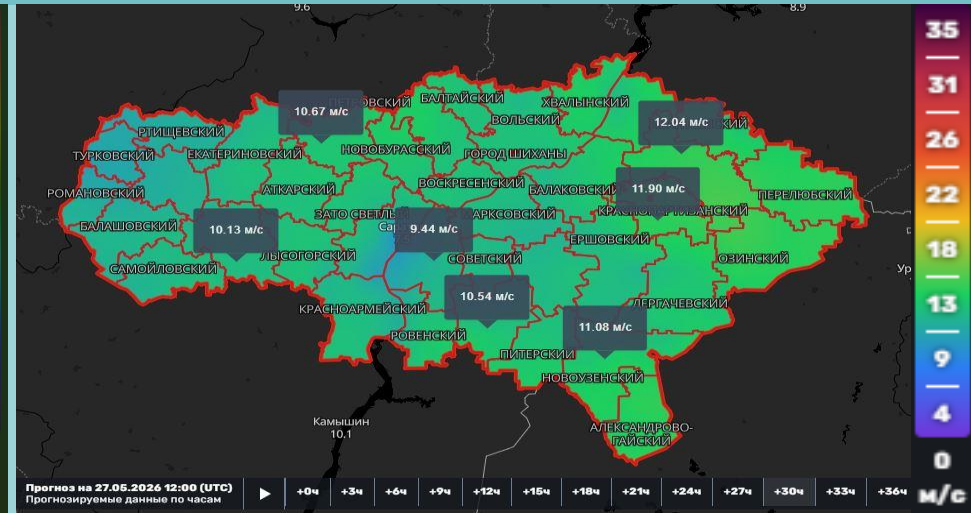 9.6
8.9
35
31
26
22
18
13
9
4
0
м/с
10.67 м/с
БАЛТАЙСКИЙ
ХВАЛЫНСКИЙ
ВОЛЬСКИЙ
12.04 м/с
РТИЩЕВСКИЙ
ТУРКОВСКИЙ
ЕКАТЕРИНОВСКИЙ
НОВОБУРАССКИЙ
ГОРОД ШИХАНЫ
РОМАНОВСКИЙ
АТКАРСКИЙ
ВОСКРЕСЕНСКИЙ
БАЛАКОВСКИЙ
11.90 м/с
ПЕРЕЛЮБСКИЙ
ЗАТО СВЕТЛЫ
АРКСОВСКИЙ
БАЛАШОВСКИЙ
10.13 м/с
9.44 м/с
ЕРШОВСКИЙ
ЛЫСОГОРСКИЙ
СОВЕТСКИЙ
ОЗИНСКИЙ
САМОЙЛОВСКИЙ
Ур
10.54 м/с
КРАСНОАРМЕЙСКИЙ
ДЕРГАЧЕВСКИЙ
11.08 м/с
РОВЕНСКИЙ
ПИТЕРСКИЙ
НОВОУЗЕНСКИЙ
Камышин
10.1
АЛЕКСАНДРОВО-
ГАЙСКИЙ
Прогноз на 27.05.2026 12:00 (UTC)
Прогнозируемые данные по часам
+0ч +3ч +6ч +9ч +12ч +15ч +18ч +21ч +24ч +27ч +30ч +33ч +36ч